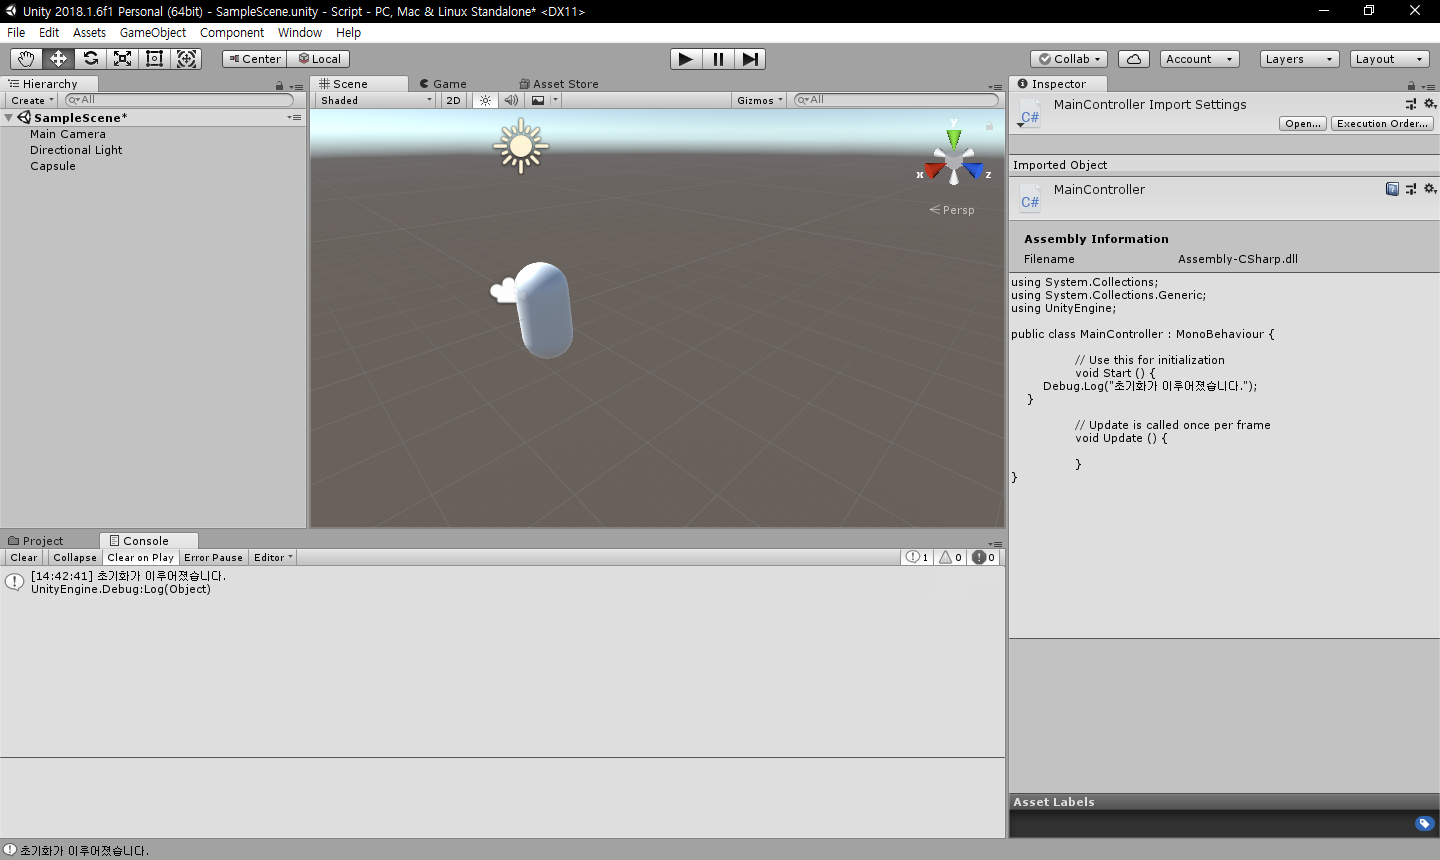 Unity 2018.1.6f1 Personal (64bit) - SampleScene.unity - Script - PC, Mac & Linux Standalone* <DX11>
File Edit Assets GameObject Component Window Help
Center Local Collab Account Layers Layout
Hierarchy
Create All
SampleScene*
Main Camera
Directional Light
Capsule
Scene Game Asset Store
Shaded 2D Gizmos All
y
x z
Persp
Inspector
MainController Import Settings
C#
Open... Execution Order...
Imported Object
MainController
C#
Assembly Information
Filename Assembly-CSharp.dll
using System.Collections;
using System.Collections.Generic;
using UnityEngine;
public class MainController : MonoBehaviour {
// Use this for initialization
void Start () {
Debug.Log("초기화가 이루어졌습니다.");
}
// Update is called once per frame
void Update () {
}
}
Project Console
Clear Collapse Clear on Play Error Pause Editor 1 0 0
[14:42:41] 초기화가 이루어졌습니다.
UnityEngine.Debug:Log(Object)
Asset Labels
초기화가 이루어졌습니다.